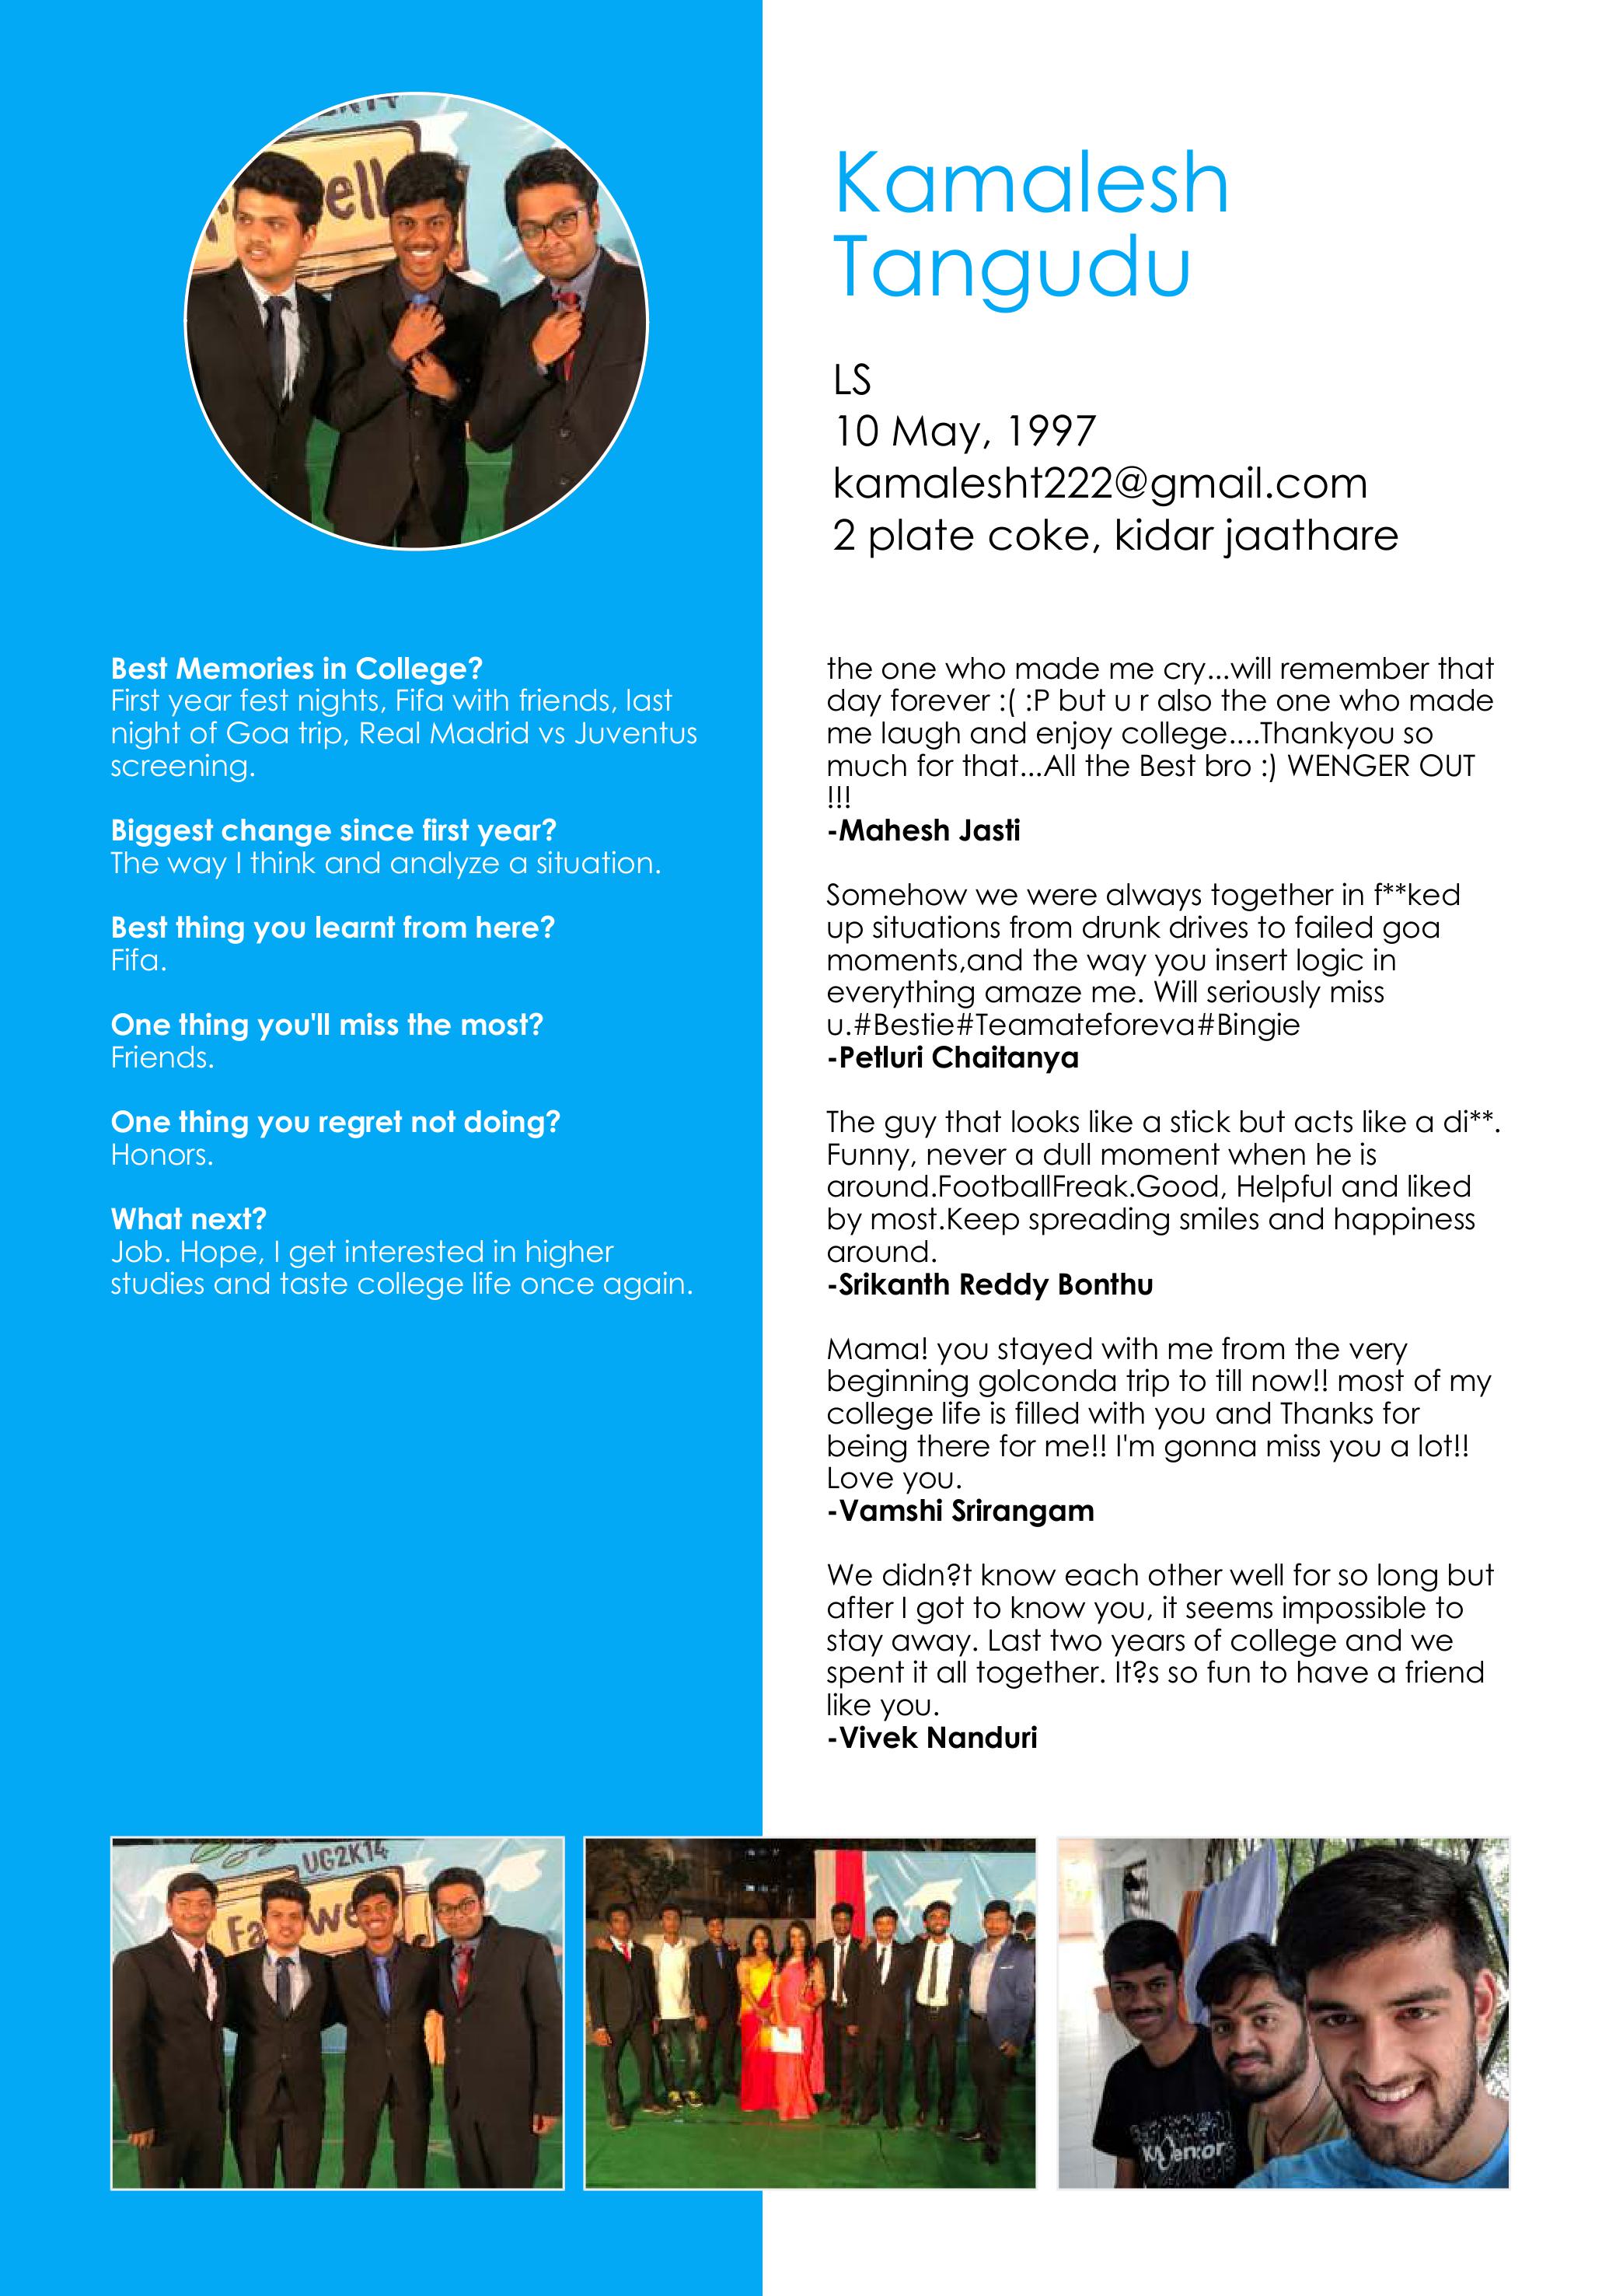 ell
Kamalesh
Tangudu
LS
10 May, 1997
kamalesht222@gmail.com
2 plate coke, kidar jaathare
Best Memories in College?
First year fest nights, Fifa with friends, last
night of Goa trip, Real Madrid vs Juventus
screening.
Biggest change since first year?
The way I think and analyze a situation.
Best thing you learnt from here?
Fifa.
One thing you'll miss the most?
Friends.
One thing you regret not doing?
Honors.
What next?
Job. Hope, I get interested in higher
studies and taste college life once again.
the one who made me cry...will remember that
day forever :( :P but u r also the one who made
me laugh and enjoy college....Thankyou so
much for that...All the Best bro :) WENGER OUT
!!!
-Mahesh Jasti
Somehow we were always together in f**ked
up situations from drunk drives to failed goa
moments,and the way you insert logic in
everything amaze me. Will seriously miss
u.#Bestie#Teamateforeva#Bingie
-Petluri Chaitanya
The guy that looks like a stick but acts like a di**.
Funny, never a dull moment when he is
around.FootballFreak.Good, Helpful and liked
by most.Keep spreading smiles and happiness
around.
-Srikanth Reddy Bonthu
Mama! you stayed with me from the very
beginning golconda trip to till now!! most of my
college life is filled with you and Thanks for
being there for me!! I'm gonna miss you a lot!!
Love you.
-Vamshi Srirangam
We didn?t know each other well for so long but
after I got to know you, it seems impossible to
stay away. Last two years of college and we
spent it all together. It?s so fun to have a friend
like you.
-Vivek Nanduri
UG2K14
Fa we